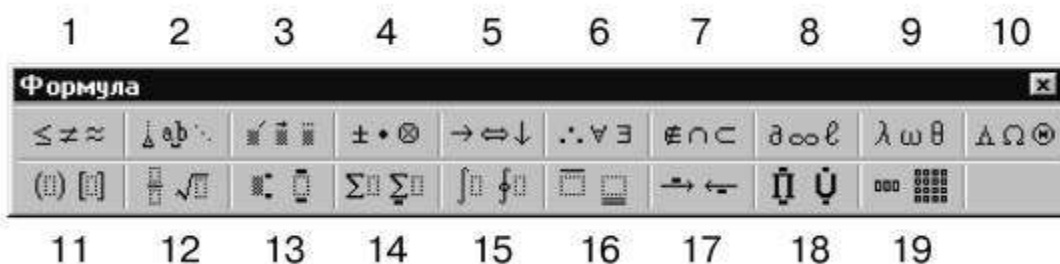 1 2 3 4 5 6 7 8 9 10
Формула
≤ ≠ ≈ a͟b ∴ ± • ⊗ → ⇔ ↓ ∴ ∀ ∃ ∉ ∩ ⊂ ∂ ∞ ℓ λ ω θ Λ Ω Θ
(▫) [▫] √▫ Σ▫ Σ▫ ∫▫ ∮▫ → ← Π Ụ
11 12 13 14 15 16 17 18 19